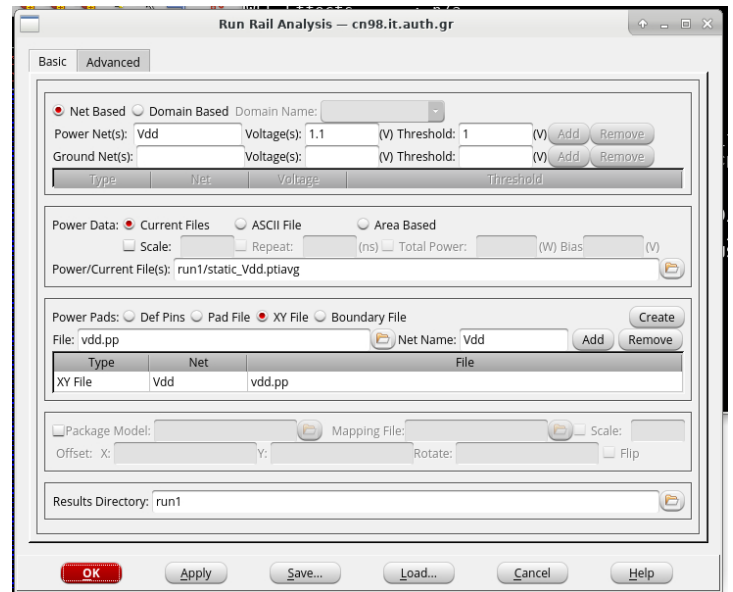 Run Rail Analysis — cn98.it.auth.gr
Basic Advanced
Net Based Domain Based Domain Name:
Power Net(s): Vdd Voltage(s): 1.1 (V) Threshold: 1 (V) Add Remove
Ground Net(s): Voltage(s): (V) Threshold: (V) Add Remove
Type Net Voltage Threshold
Power Data: Current Files ASCII File Area Based
Scale: Repeat: (ns) Total Power: (W) Bias (V)
Power/Current File(s): run1/static_Vdd.ptiavg
Power Pads: Def Pins Pad File XY File Boundary File Create
File: vdd.pp Net Name: Vdd Add Remove
Type Net File
XY File Vdd vdd.pp
Package Model: Mapping File: Scale:
Offset: X: Y: Rotate: Flip
Results Directory: run1
OK Apply Save... Load... Cancel Help